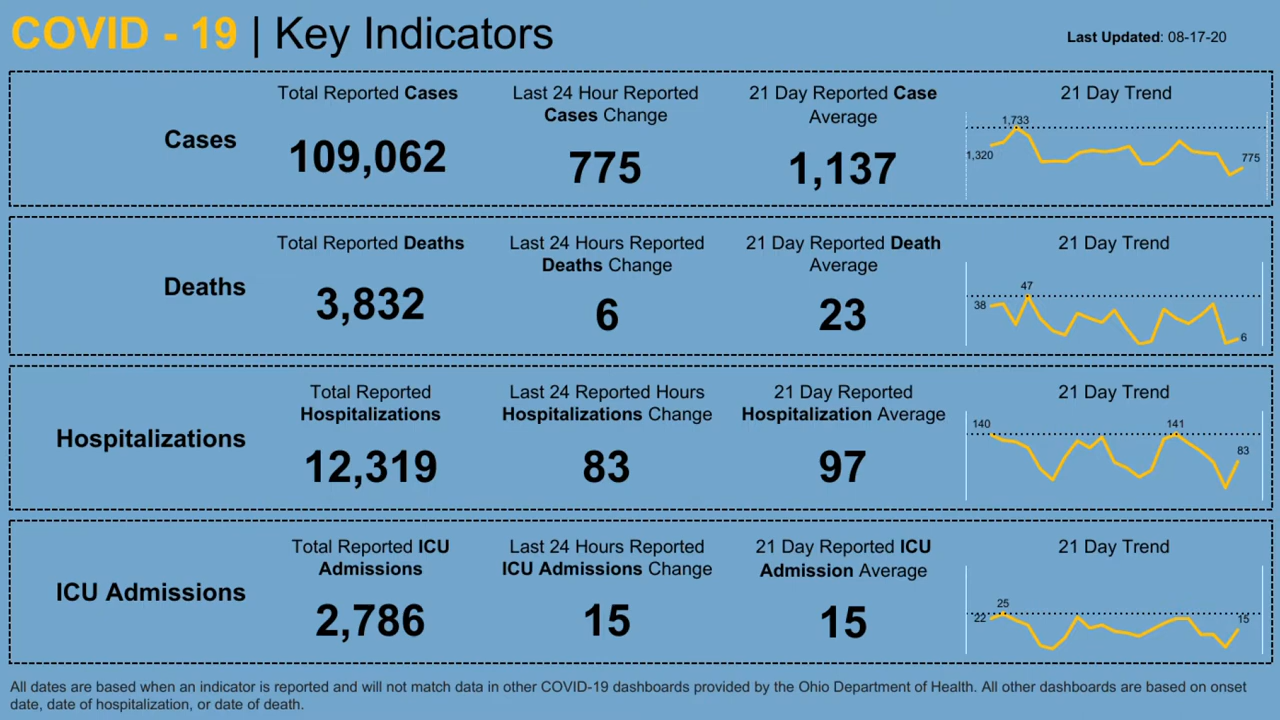 COVID - 19 | Key Indicators
Last Updated: 08-17-20
Cases
Total Reported Cases
109,062
Last 24 Hour Reported
Cases Change
775
21 Day Reported Case
Average
1,137
21 Day Trend
1,733
1,320
775
Deaths
Total Reported Deaths
3,832
Last 24 Hours Reported
Deaths Change
6
21 Day Reported Death
Average
23
21 Day Trend
47
38
6
Hospitalizations
Total Reported
Hospitalizations
12,319
Last 24 Reported Hours
Hospitalizations Change
83
21 Day Reported
Hospitalization Average
97
21 Day Trend
140
141
83
ICU Admissions
Total Reported ICU
Admissions
2,786
Last 24 Hours Reported
ICU Admissions Change
15
21 Day Reported ICU
Admission Average
15
21 Day Trend
25
22
15
All dates are based when an indicator is reported and will not match data in other COVID-19 dashboards provided by the Ohio Department of Health. All other dashboards are based on onset
date, date of hospitalization, or date of death.